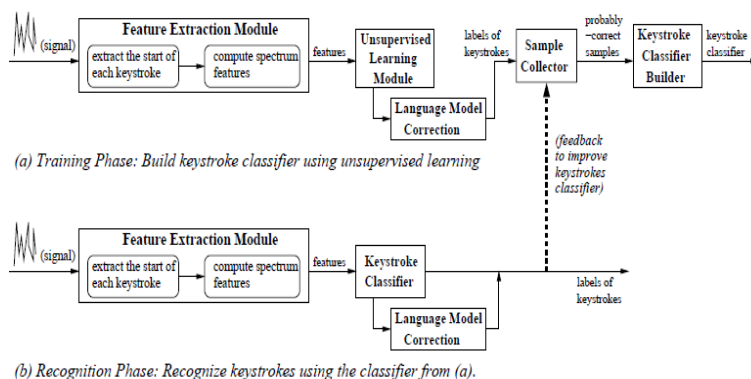 (signal)
Feature Extraction Module
extract the start of
each keystroke
compute spectrum
features
features
Unsupervised
Learning
Module
Language Model
Correction
labels of
keystrokes
Sample
Collector
probably
−correct
samples
Keystroke
Classifier
Builder
keystroke
classifier
(a) Training Phase: Build keystroke classifier using unsupervised learning
(feedback
to improve
keystrokes
classifier)
(signal)
Feature Extraction Module
extract the start of
each keystroke
compute spectrum
features
features
Keystroke
Classifier
Language Model
Correction
labels of
keystrokes
(b) Recognition Phase: Recognize keystrokes using the classifier from (a).